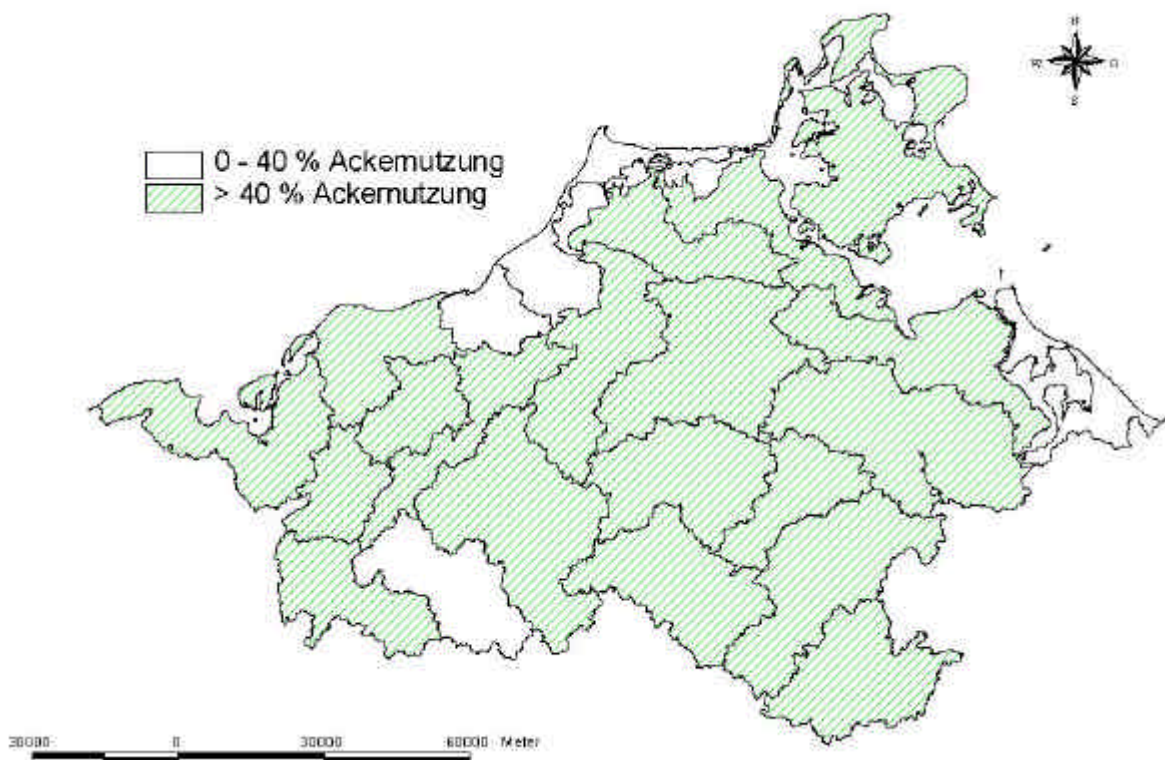 N
W O
S
0 - 40 % Ackernutzung
> 40 % Ackernutzung
30000 0 30000 60000 Meter